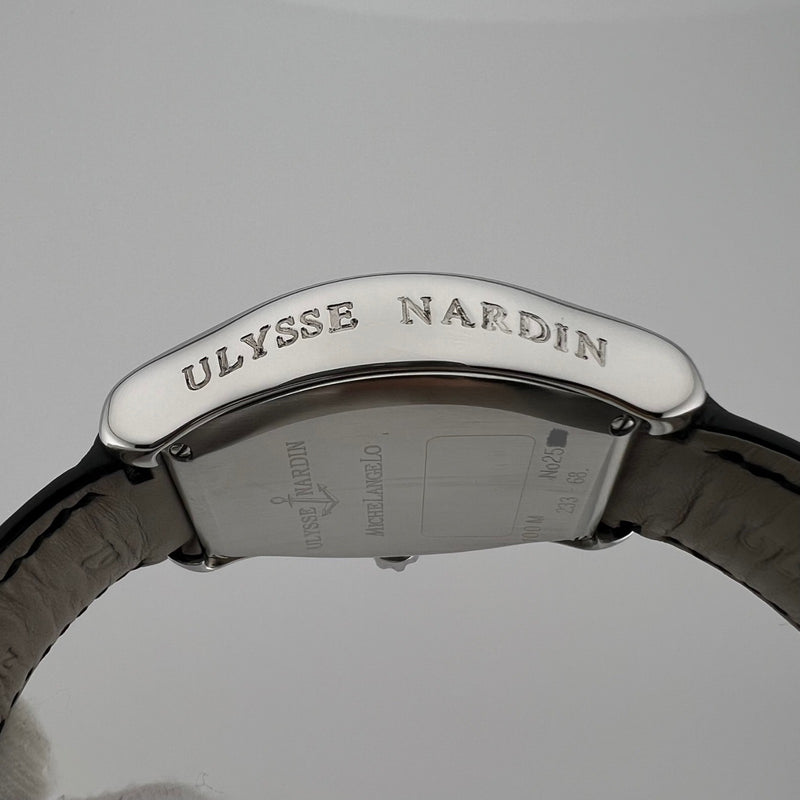 ULYSSE NARDIN
ULYSSE NARDIN
MICHELANGELO
No25
233 - 68.